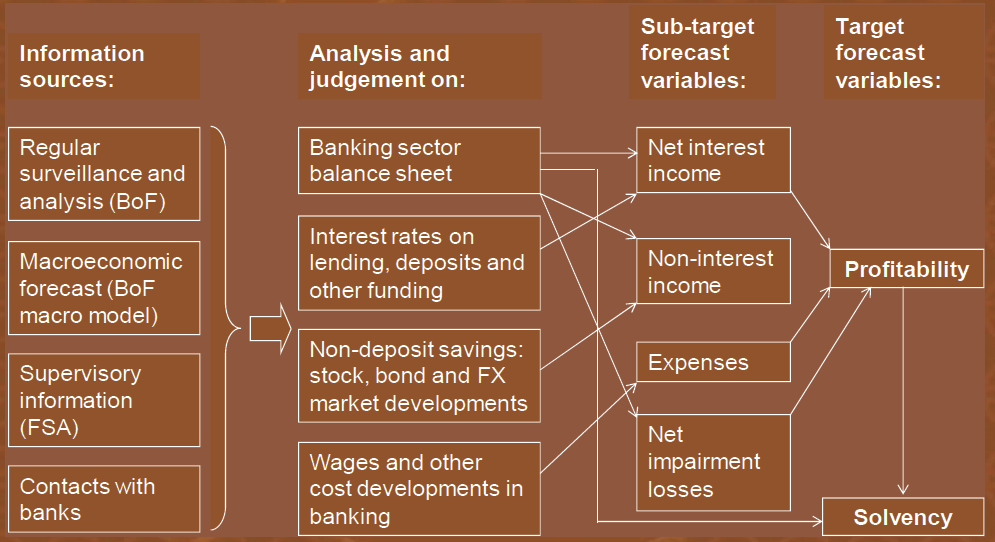 Information
sources:
Regular
surveillance and
analysis (BoF)
Macroeconomic
forecast (BoF
macro model)
Supervisory
information
(FSA)
Contacts with
banks
Analysis and
judgement on:
Banking sector
balance sheet
Interest rates on
lending, deposits and
other funding
Non-deposit savings:
stock, bond and FX
market developments
Wages and other
cost developments in
banking
Sub-target
forecast
variables:
Net interest
income
Non-interest
income
Expenses
Net
impairment
losses
Target
forecast
variables:
Profitability
Solvency